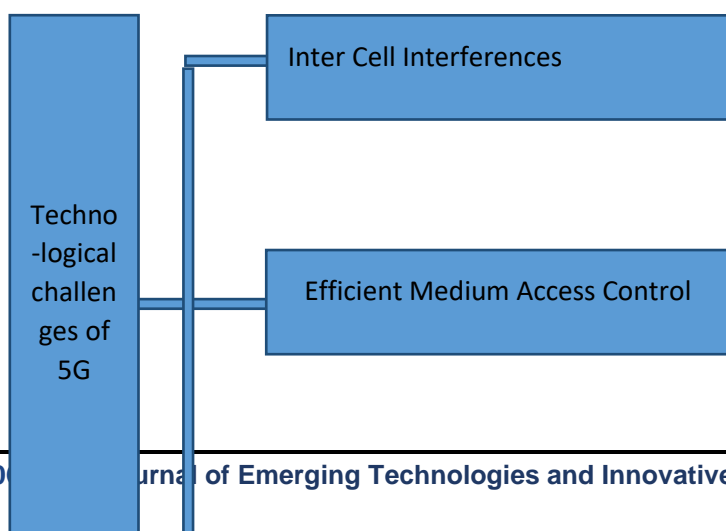 Inter Cell Interferences
Techno
-logical
challen
ges of
5G
Efficient Medium Access Control
of Emerging Technologies and Innovative